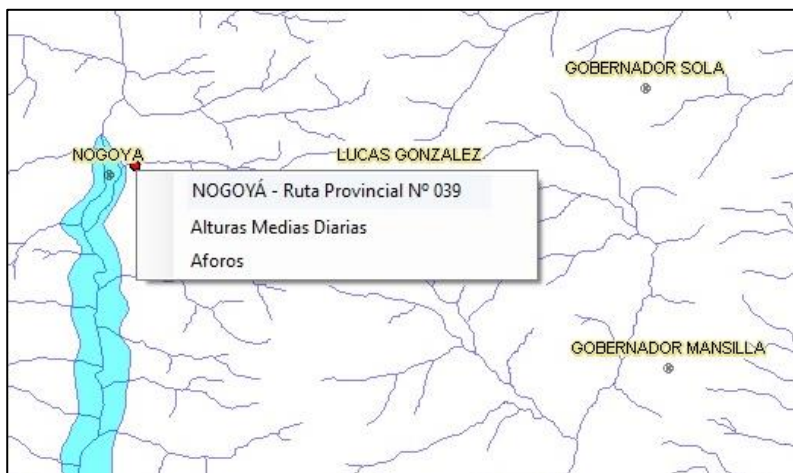 GOBERNADOR SOLA
NOGOYA
LUCAS GONZALEZ
NOGOYÁ - Ruta Provincial Nº 039
Alturas Medias Diarias
Aforos
GOBERNADOR MANSILLA